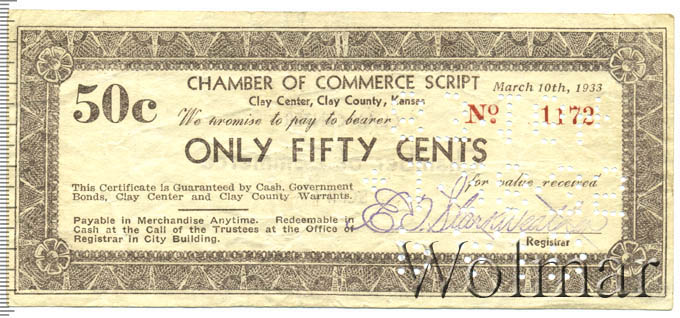 CHAMBER OF COMMERCE SCRIPT
March 10th, 1933
50c
Clay Center, Clay County, Kansas
We promise to pay to bearer
No 1172
ONLY FIFTY CENTS
for value received
This Certificate is Guaranteed by Cash, Government
Bonds, Clay Center and Clay County Warrants.
Payable in Merchandise Anytime. Redeemable in
Cash at the Call of the Trustees at the Office of
Registrar in City Building.
Registrar
Wolmar